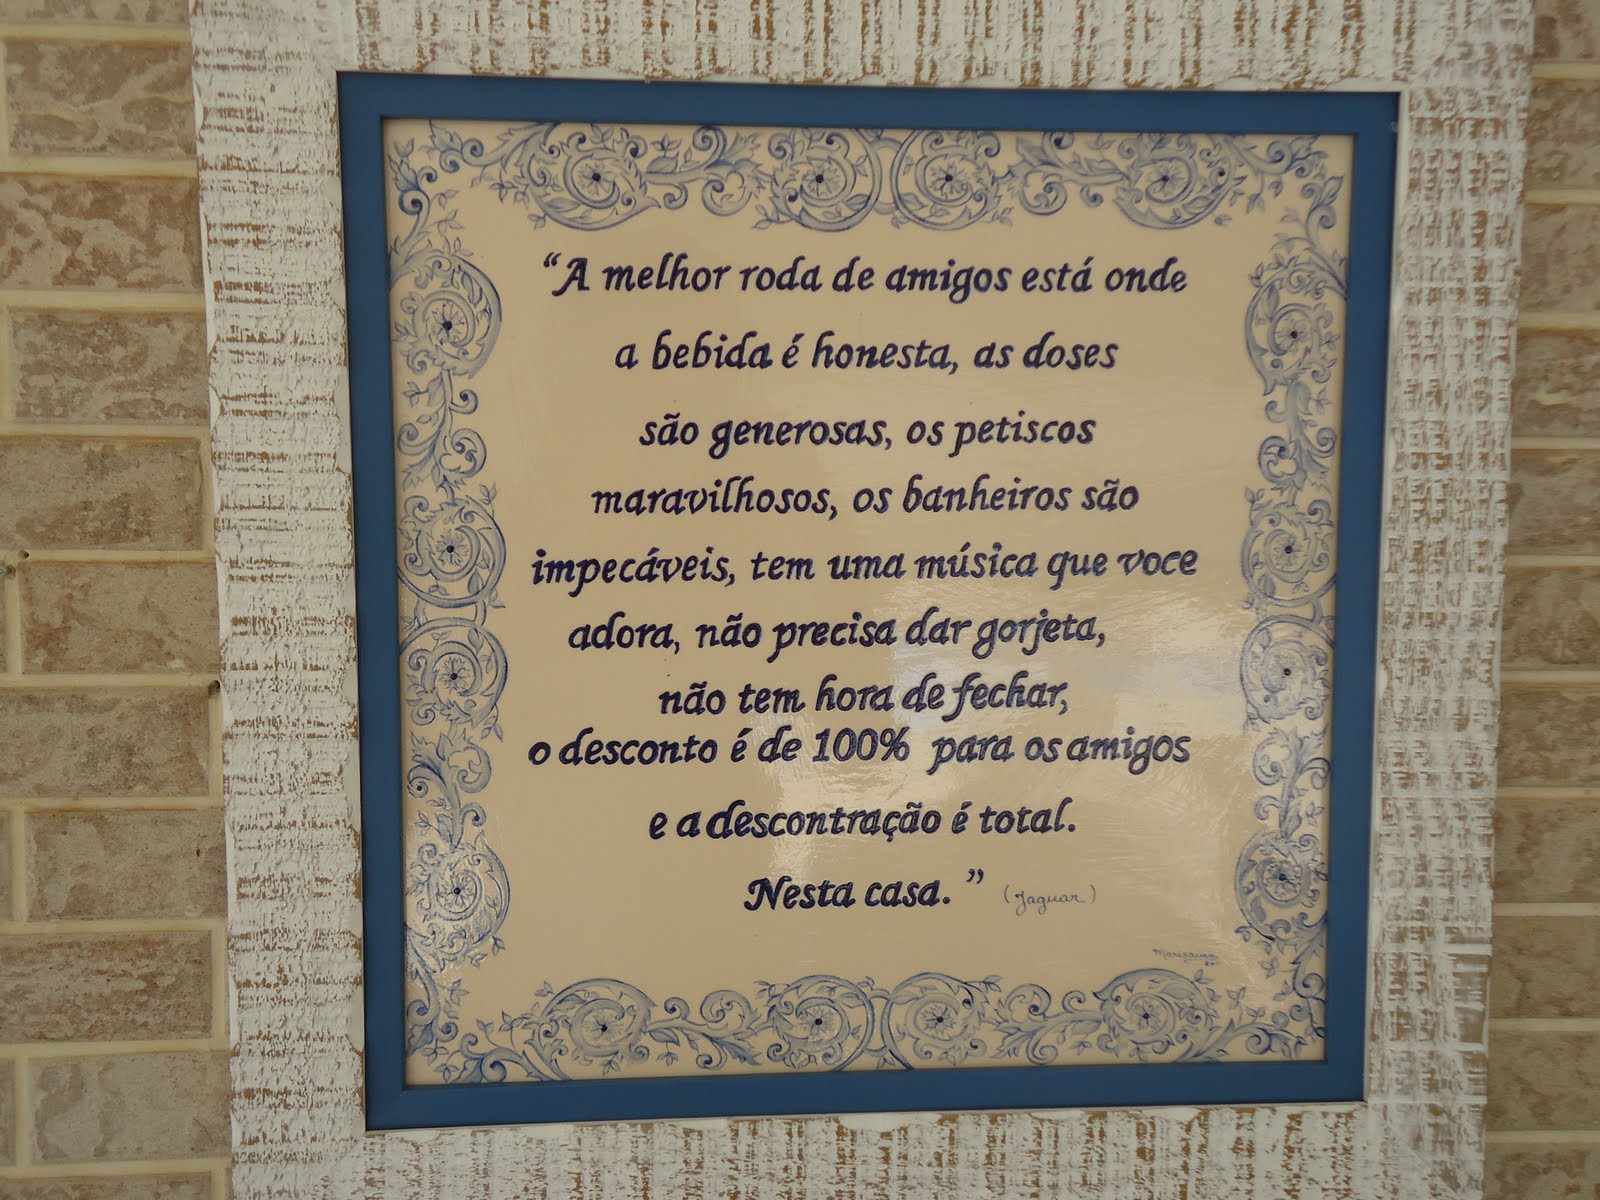 “A melhor roda de amigos está onde
a bebida é honesta, as doses
são generosas, os petiscos
maravilhosos, os banheiros são
impecáveis, tem uma música que voce
adora, não precisa dar gorjeta,
não tem hora de fechar,
o desconto é de 100% para os amigos
e a descontração é total.
Nesta casa.” (Jaguar)